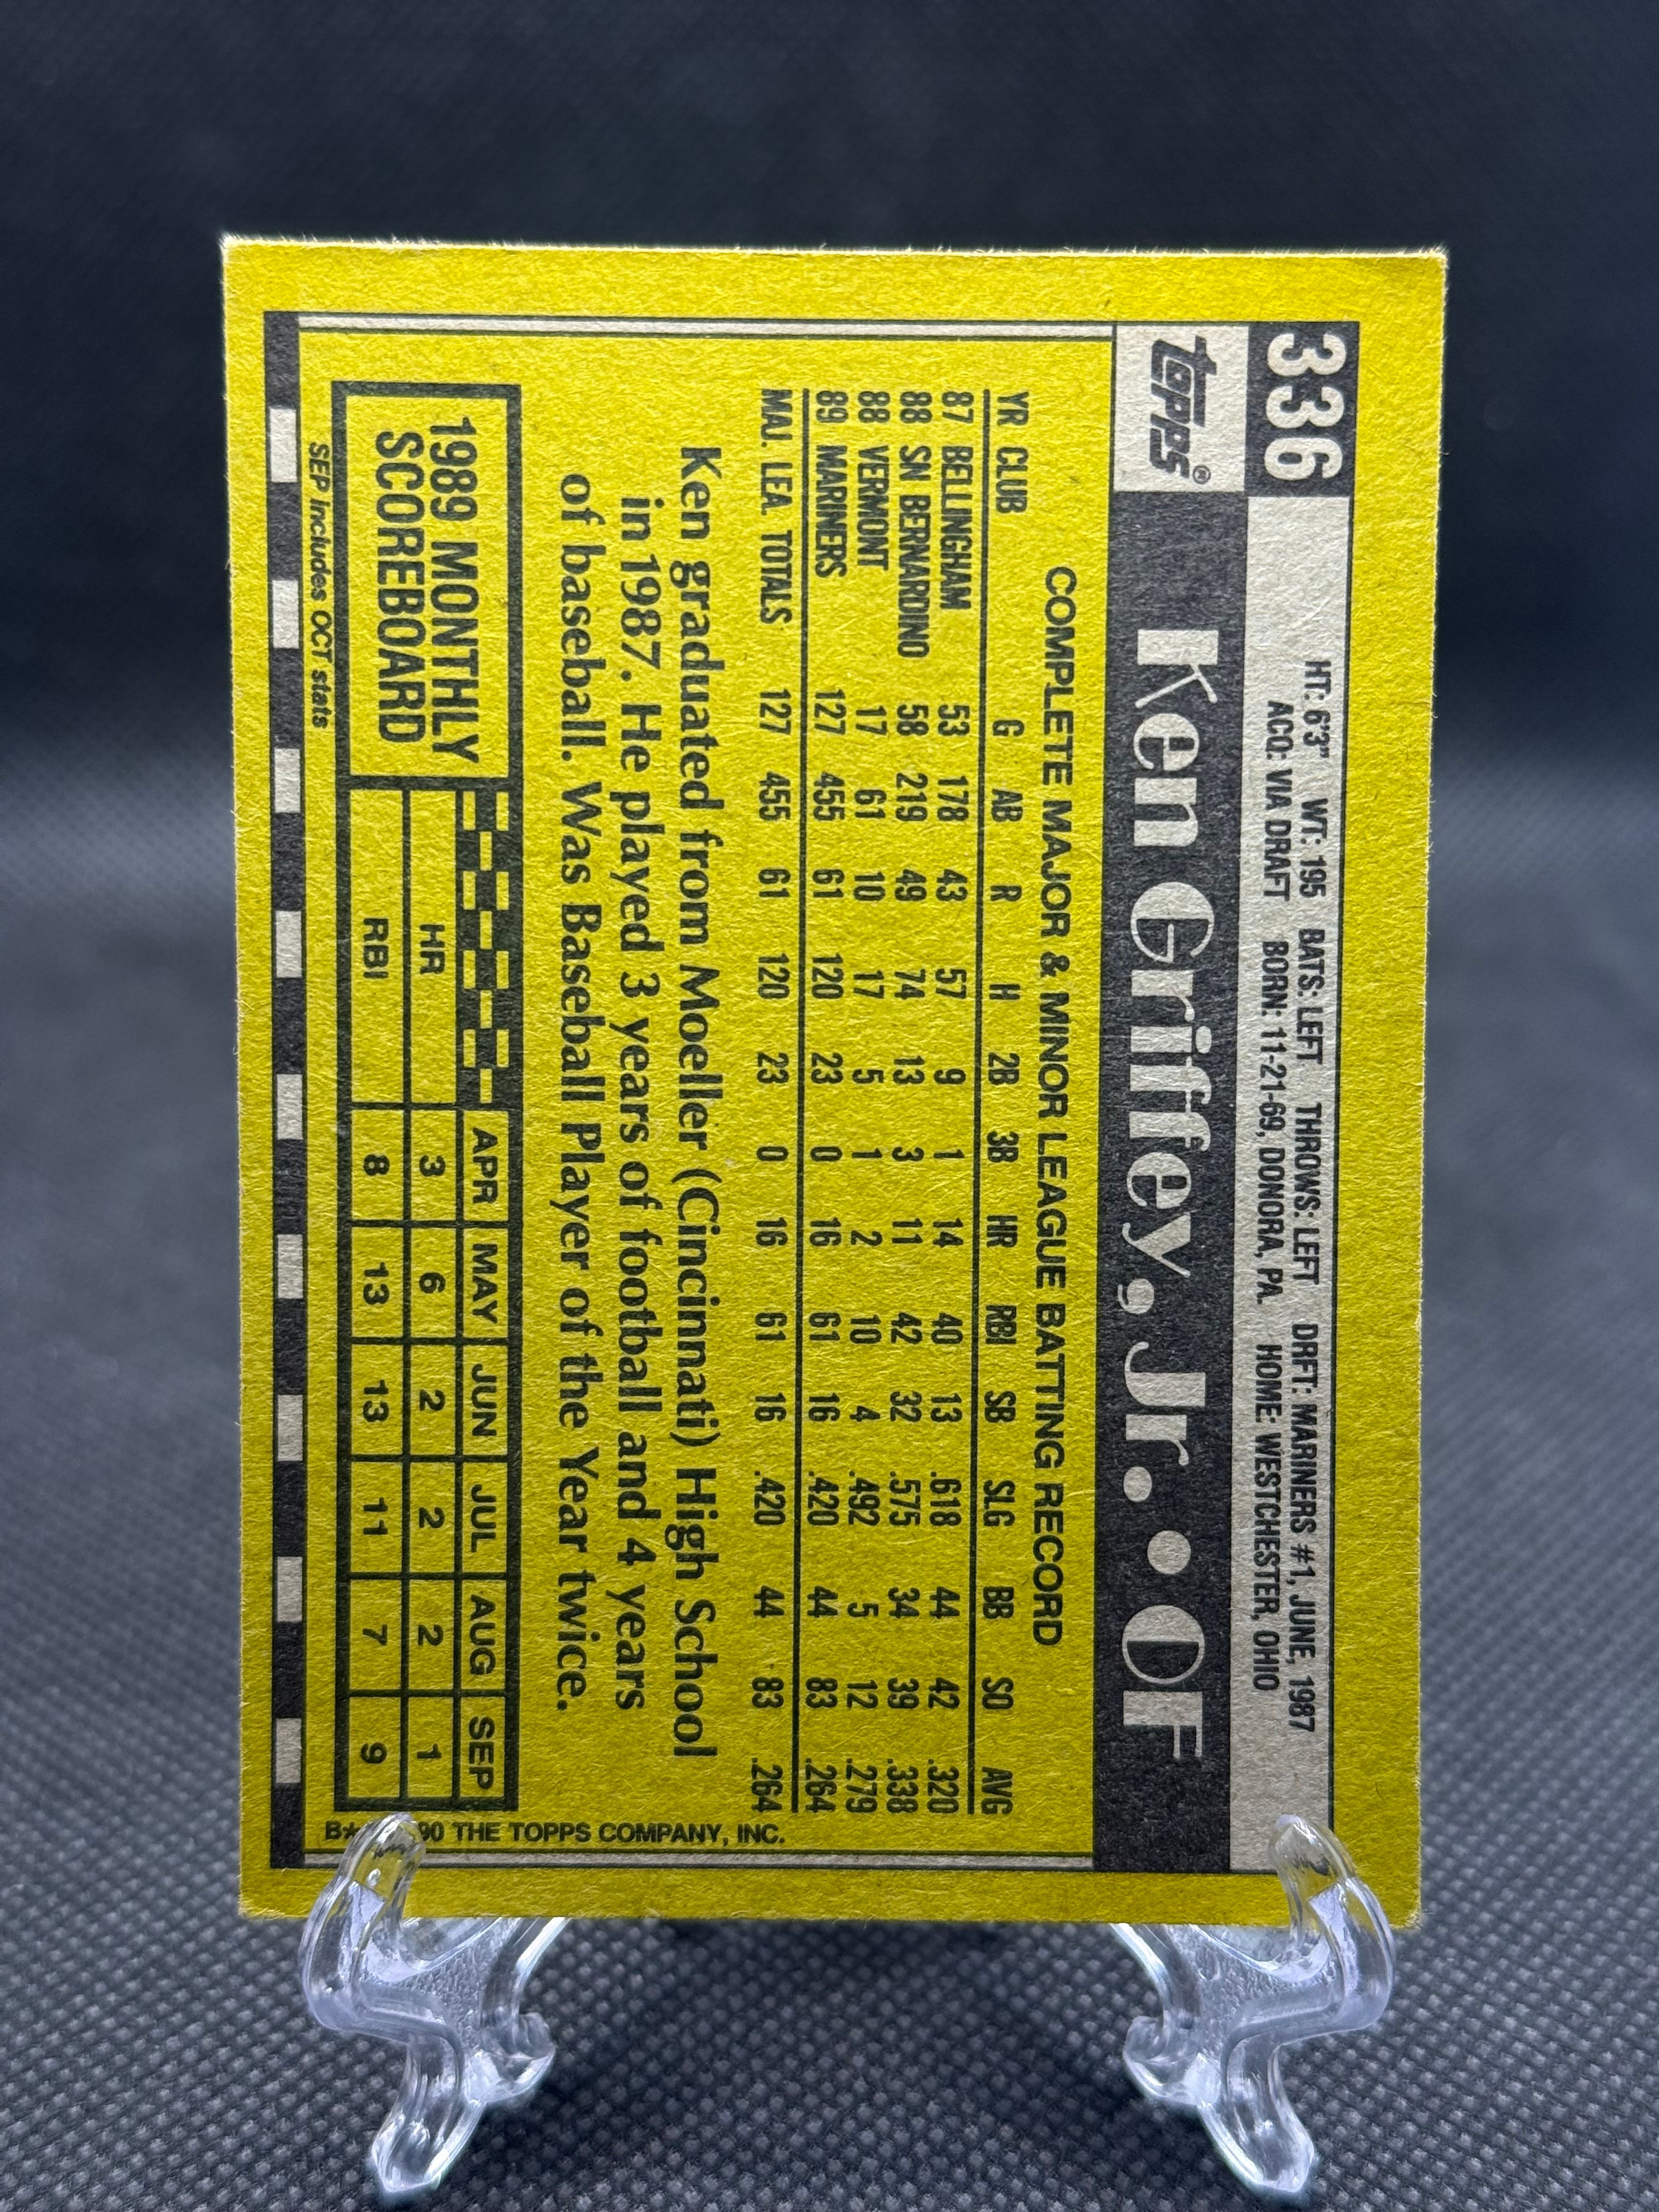 336
HT: 6'3" WT: 195 BATS: LEFT THROWS: LEFT DRFT: MARINERS #1, JUNE, 1987
ACQ: VIA DRAFT BORN: 11-21-69, DONORA, PA. HOME: WESTCHESTER, OHIO
topps® Ken Griffey, Jr. • OF
COMPLETE MAJOR & MINOR LEAGUE BATTING RECORD
YR CLUB G AB R H 2B 3B HR RBI SB SLG BB SO AVG
87 BELLINGHAM 53 178 43 57 9 1 14 40 13 .618 44 42 .320
88 SN BERNARDINO 58 219 49 74 13 3 11 42 32 .575 34 39 .338
88 VERMONT 17 61 10 17 5 1 2 10 4 .492 5 12 .279
89 MARINERS 127 455 61 120 23 0 16 61 16 .420 44 83 .264
MAJ. LEA. TOTALS 127 455 61 120 23 0 16 61 16 .420 44 83 .264
Ken graduated from Moeller (Cincinnati) High School
in 1987. He played 3 years of football and 4 years
of baseball. Was Baseball Player of the Year twice.
1989 MONTHLY
SCOREBOARD
APR MAY JUN JUL AUG SEP
HR 3 6 2 2 2 1
RBI 8 13 13 11 7 9
SEP includes OCT stats
B* 90 THE TOPPS COMPANY, INC.